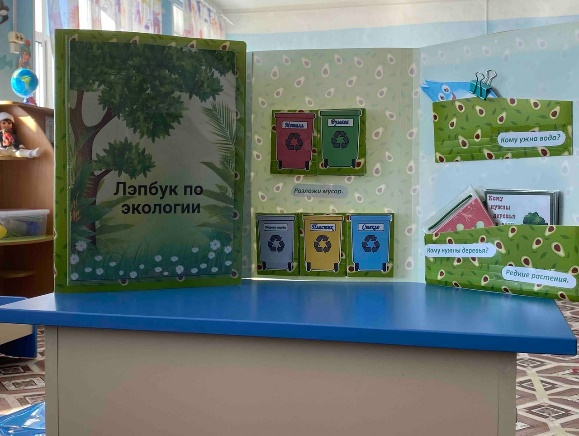 Лэпбук по
экологии
Металл
Бумага
Разложи мусор.
Пластик
Стекло
Кому ужна вода?
Кому
нужны
деревья
Кому нужны деревья?
Редкие растения.